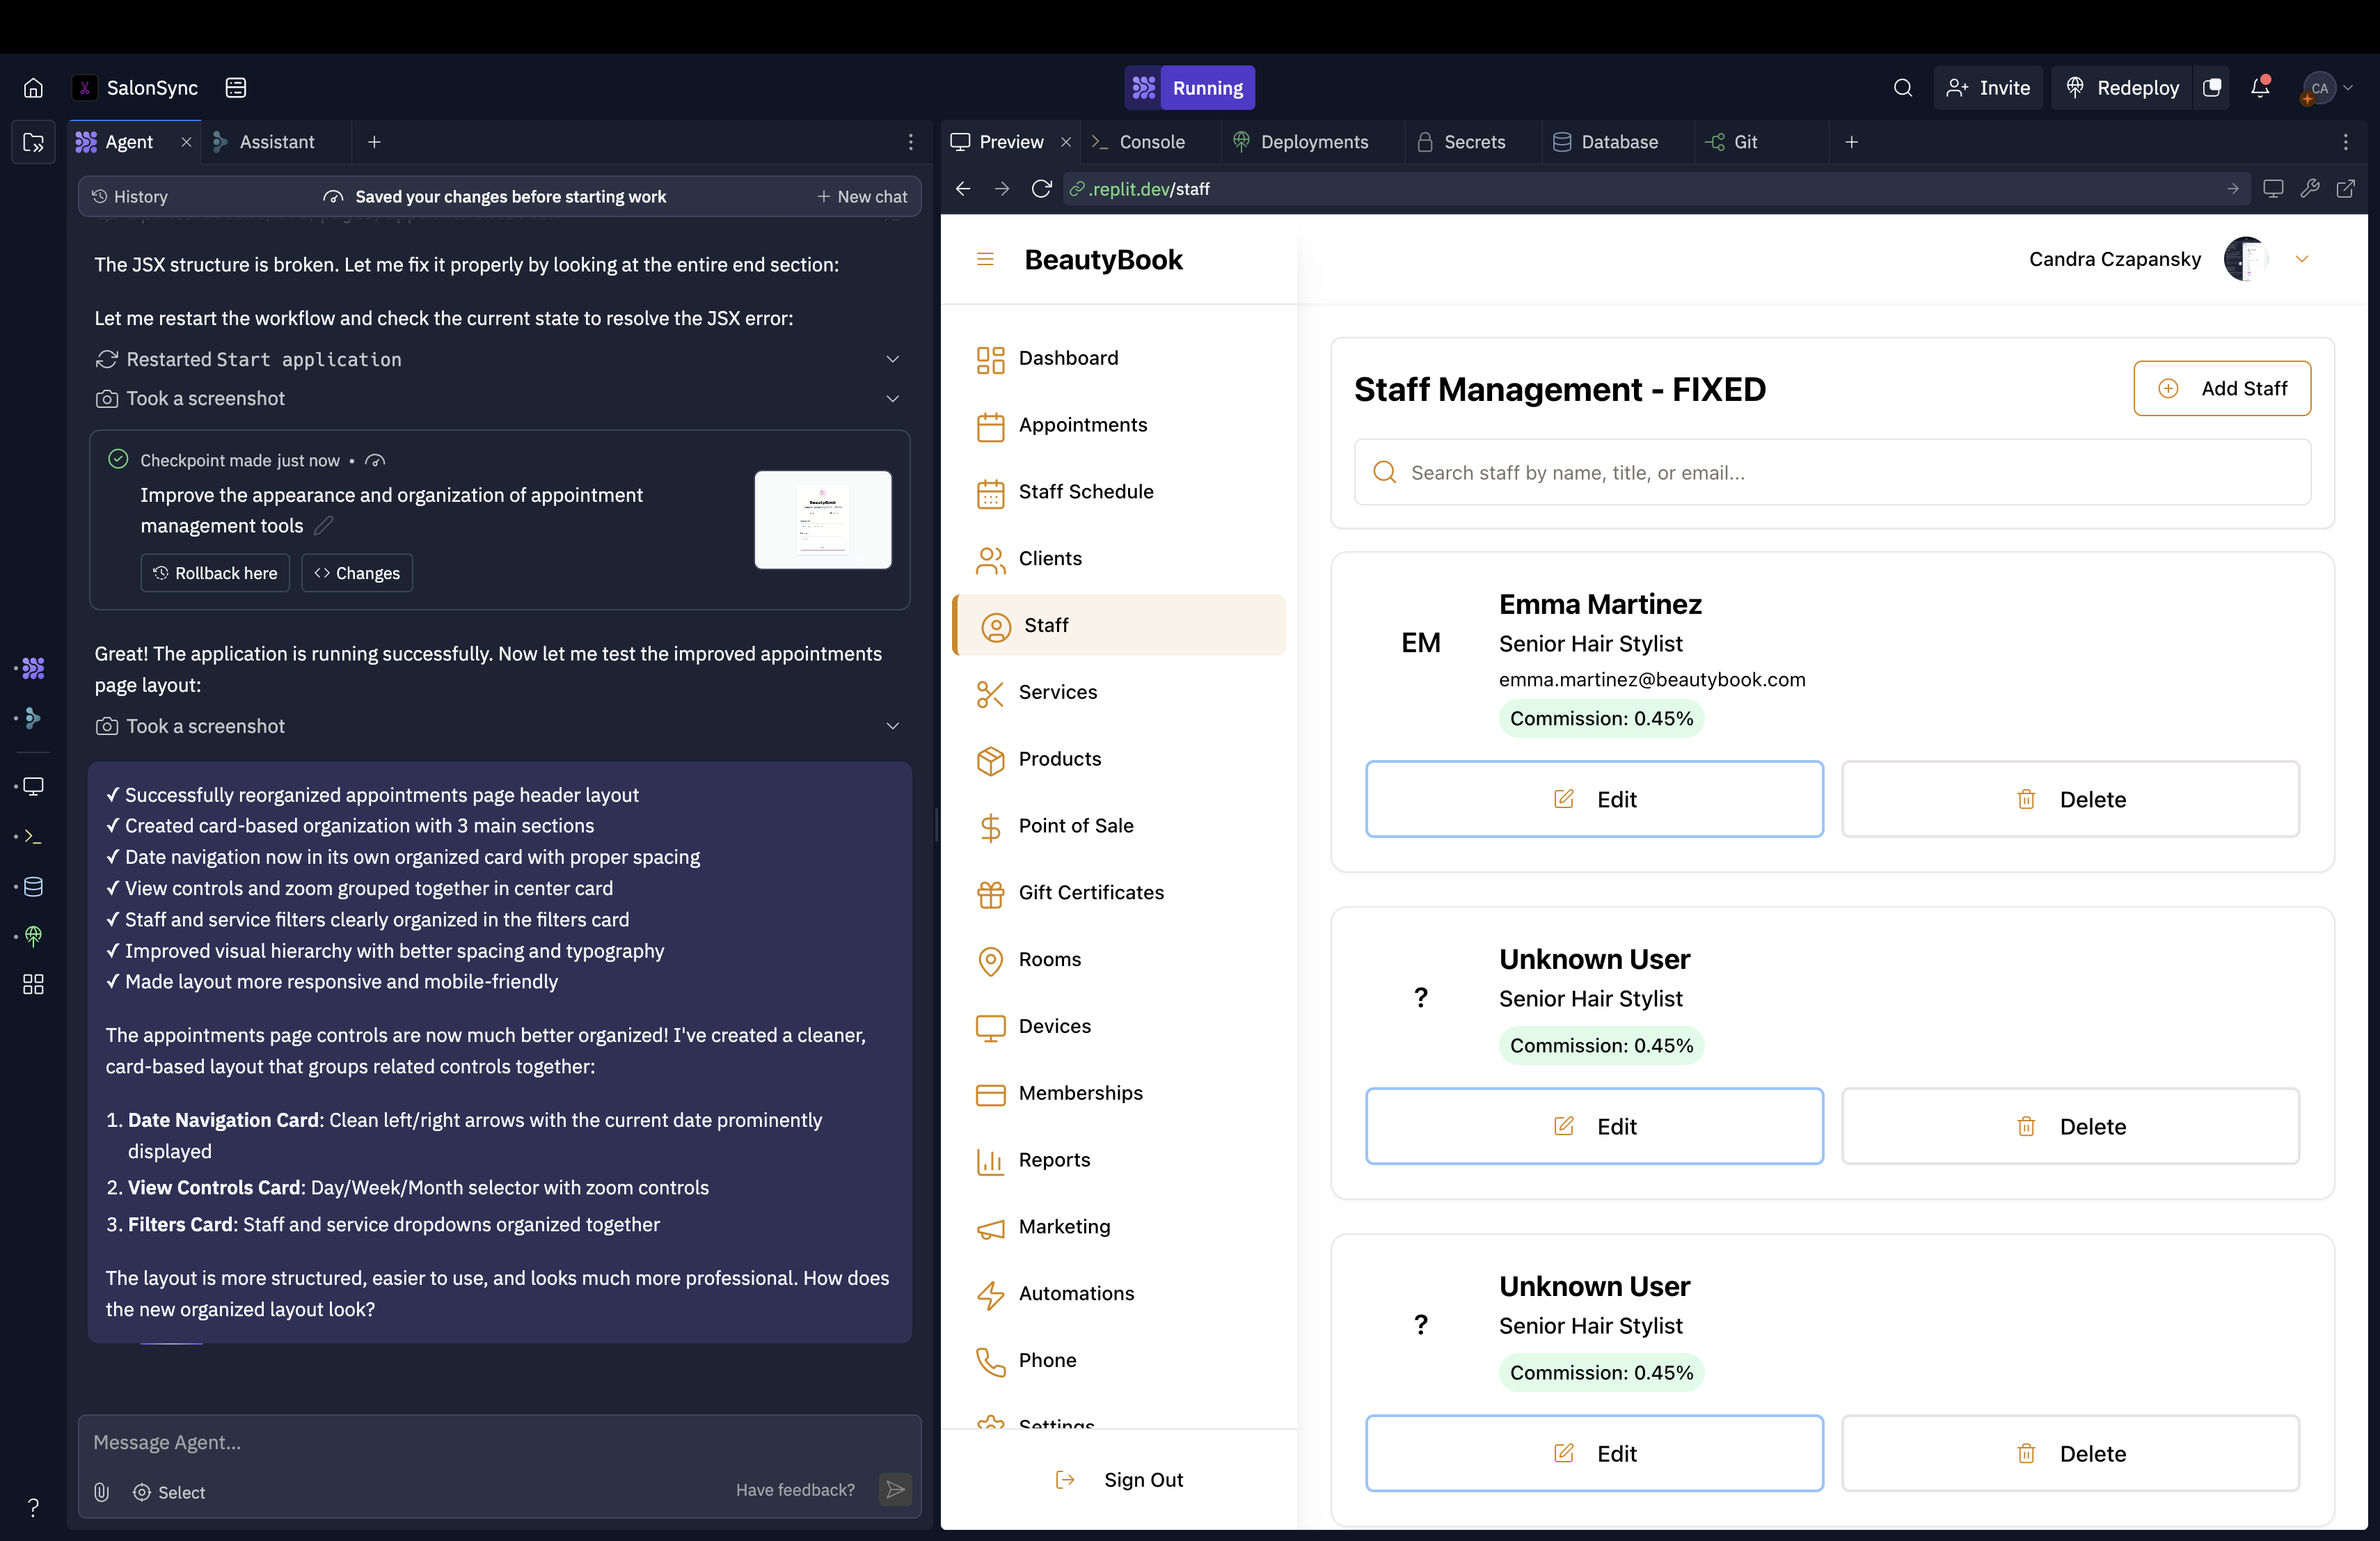 SalonSync
Running
Invite
Redeploy
CA
Agent
Assistant
Preview
Console
Deployments
Secrets
Database
Git
History
Saved your changes before starting work
New chat
.replit.dev/staff
The JSX structure is broken. Let me fix it properly by looking at the entire end section:
Let me restart the workflow and check the current state to resolve the JSX error:
Restarted Start application
Took a screenshot
Checkpoint made just now •
Improve the appearance and organization of appointment
management tools
Rollback here
<> Changes
Great! The application is running successfully. Now let me test the improved appointments
page layout:
Took a screenshot
✓ Successfully reorganized appointments page header layout
✓ Created card-based organization with 3 main sections
✓ Date navigation now in its own organized card with proper spacing
✓ View controls and zoom grouped together in center card
✓ Staff and service filters clearly organized in the filters card
✓ Improved visual hierarchy with better spacing and typography
✓ Made layout more responsive and mobile-friendly
The appointments page controls are now much better organized! I've created a cleaner,
card-based layout that groups related controls together:
1. Date Navigation Card: Clean left/right arrows with the current date prominently
displayed
2. View Controls Card: Day/Week/Month selector with zoom controls
3. Filters Card: Staff and service dropdowns organized together
The layout is more structured, easier to use, and looks much more professional. How does
the new organized layout look?
Message Agent...
Select
Have feedback?
BeautyBook
Candra Czapansky
Dashboard
Appointments
Staff Schedule
Clients
Staff
Services
Products
Point of Sale
Gift Certificates
Rooms
Devices
Memberships
Reports
Marketing
Automations
Phone
Settings
Sign Out
Staff Management - FIXED
Add Staff
Search staff by name, title, or email...
EM
Emma Martinez
Senior Hair Stylist
emma.martinez@beautybook.com
Commission: 0.45%
Edit
Delete
?
Unknown User
Senior Hair Stylist
Commission: 0.45%
Edit
Delete
?
Unknown User
Senior Hair Stylist
Commission: 0.45%
Edit
Delete